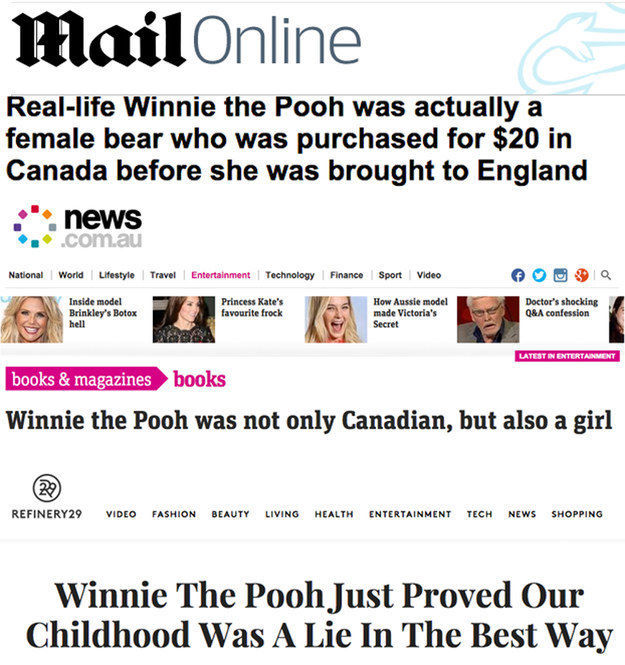 Mail Online
Real-life Winnie the Pooh was actually a
female bear who was purchased for $20 in
Canada before she was brought to England
news
.com.au
National World Lifestyle Travel Entertainment Technology Finance Sport Video
Inside model
Brinkley's Botox
hell
Princess Kate's
favourite frock
How Aussie model
made Victoria's
Secret
Doctor's shocking
Q&A confession
LATEST IN ENTERTAINMENT
books & magazines books
Winnie the Pooh was not only Canadian, but also a girl
R29
REFINERY29 VIDEO FASHION BEAUTY LIVING HEALTH ENTERTAINMENT TECH NEWS SHOPPING
Winnie The Pooh Just Proved Our
Childhood Was A Lie In The Best Way